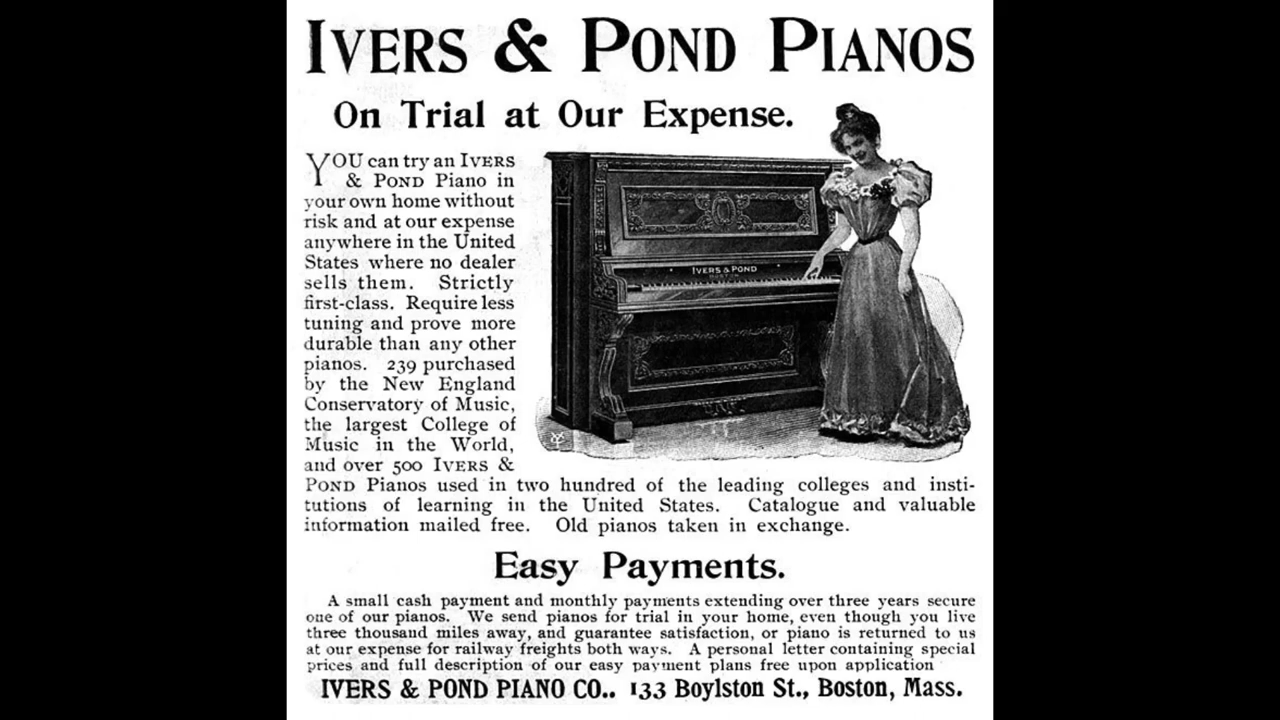 IVERS & POND PIANOS
On Trial at Our Expense.
YOU can try an IVERS
& POND Piano in
your own home without
risk and at our expense
anywhere in the United
States where no dealer
sells them. Strictly
first-class. Require less
tuning and prove more
durable than any other
pianos. 239 purchased
by the New England
Conservatory of Music,
the largest College of
Music in the World,
and over 500 IVERS &
POND Pianos used in two hundred of the leading colleges and insti-
tutions of learning in the United States. Catalogue and valuable
information mailed free. Old pianos taken in exchange.
IVERS & POND
BOSTON
Easy Payments.
A small cash payment and monthly payments extending over three years secure
one of our pianos. We send pianos for trial in your home, even though you live
three thousand miles away, and guarantee satisfaction, or piano is returned to us
at our expense for railway freights both ways. A personal letter containing special
prices and full description of our easy payment plans free upon application
IVERS & POND PIANO CO.. 133 Boylston St., Boston, Mass.